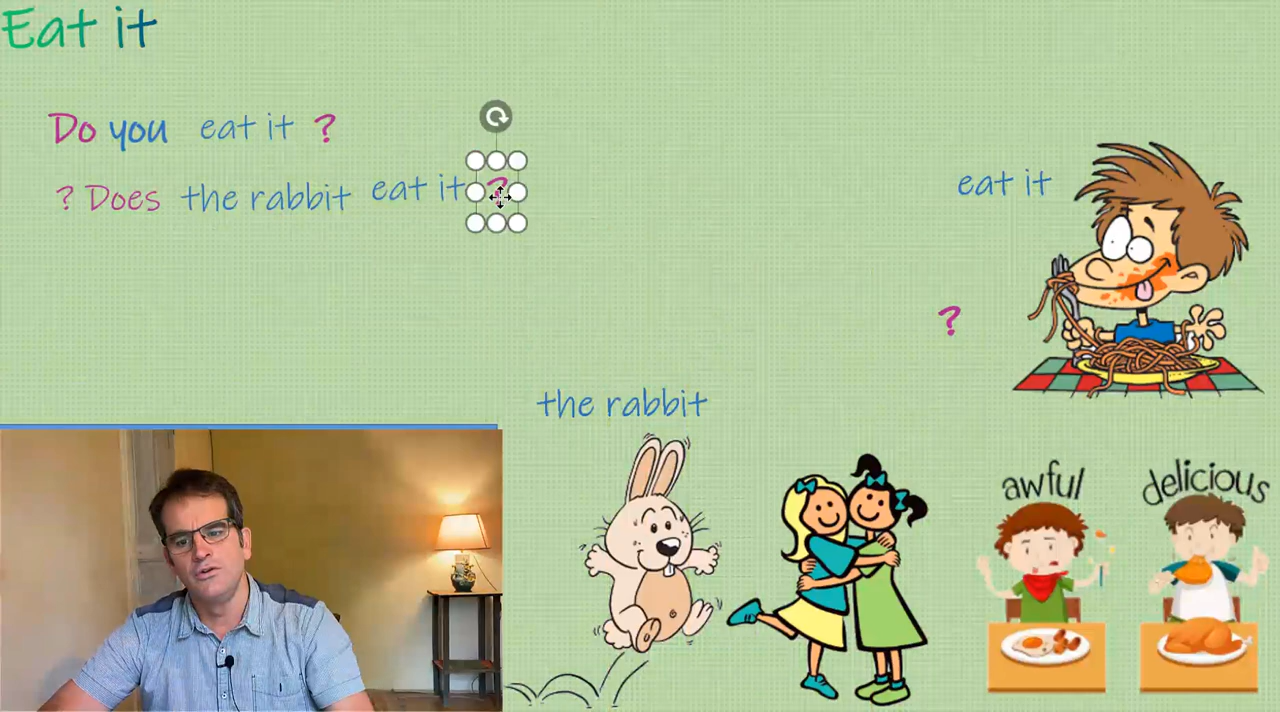 Eat it
Do you eat it ?
? Does the rabbit eat it ?
eat it
?
the rabbit
awful
delicious